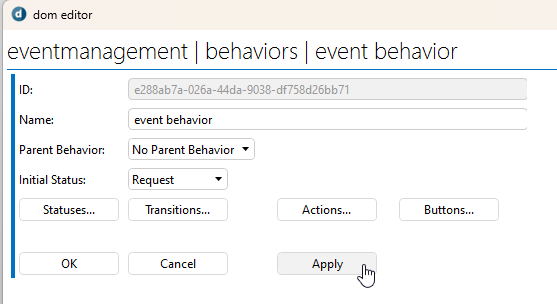 dom editor
eventmanagement | behaviors | event behavior
ID: e288ab7a-026a-44da-9038-df758d26bb71
Name: event behavior
Parent Behavior: No Parent Behavior
Initial Status: Request
Statuses... Transitions... Actions... Buttons...
OK Cancel Apply